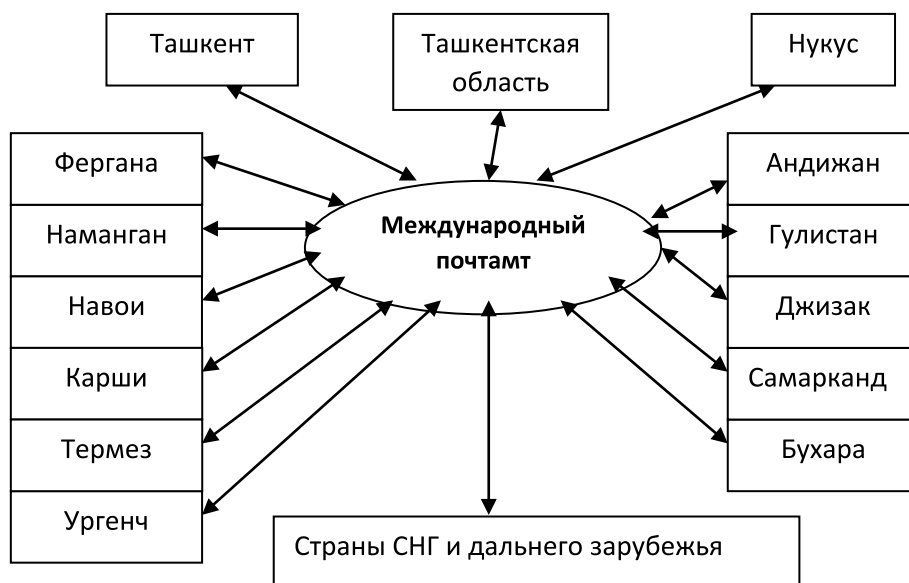 Ташкент
Ташкентская
область
Нукус
Фергана
Наманган
Навои
Карши
Термез
Ургенч
Международный
почтамт
Андижан
Гулистан
Джизак
Самарканд
Бухара
Страны СНГ и дальнего зарубежья